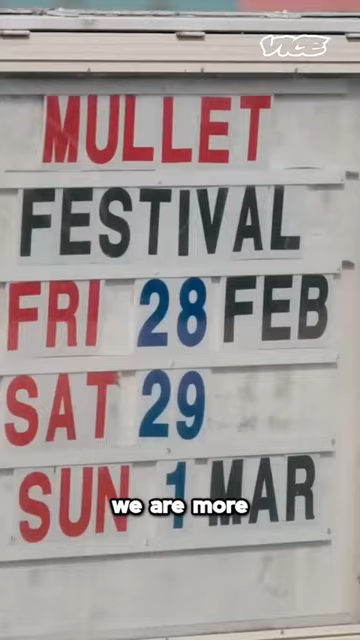 VICE
MULLET
FESTIVAL
FRI 28 FEB
SAT 29
SUN 1 MAR
we are more